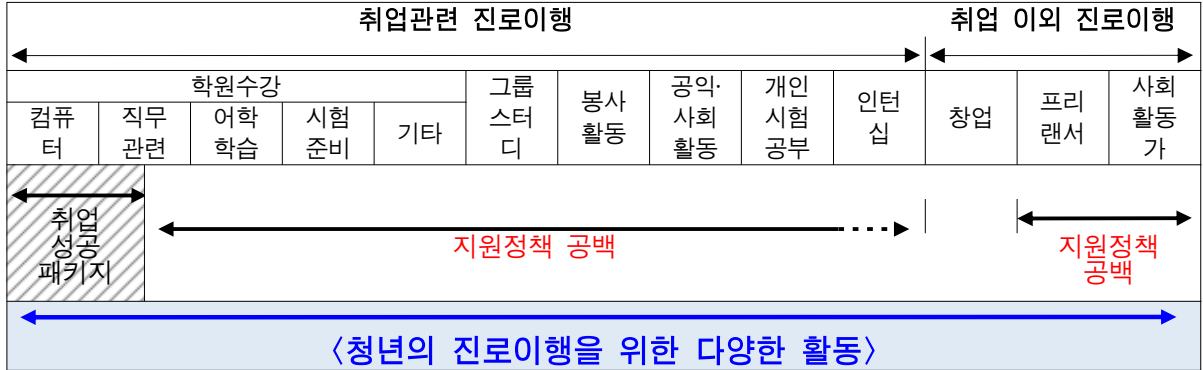 취업관련 진로이행
취업 이외 진로이행
학원수강
컴퓨
터
직무
관련
어학
학습
시험
준비
기타
그룹
스터
디
봉사
활동
공익·
사회
활동
개인
시험
공부
인턴
십
창업
프리
랜서
사회
활동
가
취업
성공
패키지
지원정책 공백
지원정책
공백
〈청년의 진로이행을 위한 다양한 활동〉